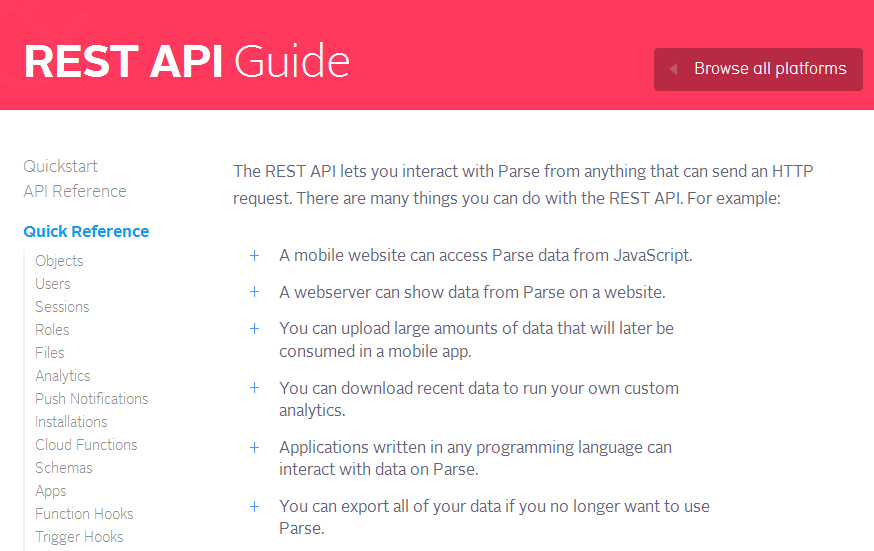 REST API Guide
Browse all platforms
Quickstart
API Reference
Quick Reference
Objects
Users
Sessions
Roles
Files
Analytics
Push Notifications
Installations
Cloud Functions
Schemas
Apps
Function Hooks
Trigger Hooks
The REST API lets you interact with Parse from anything that can send an HTTP
request. There are many things you can do with the REST API. For example:
+ A mobile website can access Parse data from JavaScript.
+ A webserver can show data from Parse on a website.
+ You can upload large amounts of data that will later be
consumed in a mobile app.
+ You can download recent data to run your own custom
analytics.
+ Applications written in any programming language can
interact with data on Parse.
+ You can export all of your data if you no longer want to use
Parse.